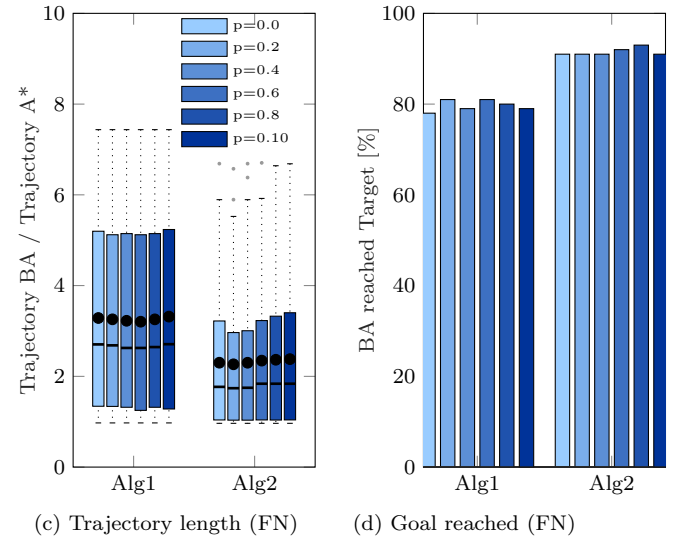 10
8
6
4
2
0
Trajectory BA / Trajectory A*
p=0.0
p=0.2
p=0.4
p=0.6
p=0.8
p=0.10
Alg1 Alg2
(c) Trajectory length (FN)
100
80
60
40
20
0
BA reached Target [%]
Alg1 Alg2
(d) Goal reached (FN)